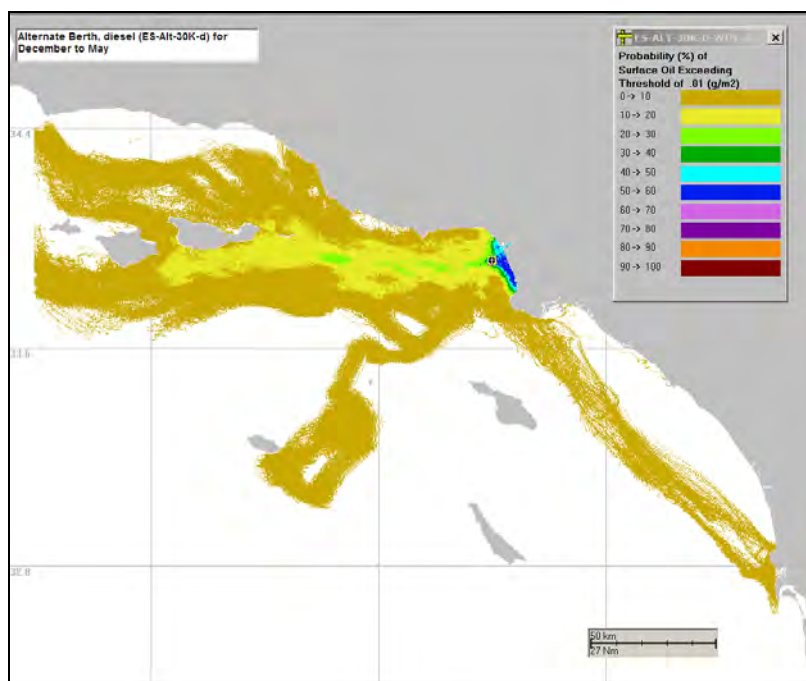 Alternate Berth, diesel (ES-Alt-30K-d) for
December to May
Probability (%) of
Surface Oil Exceeding
Threshold of .01 (g/m2)
0-> 10
10-> 20
20-> 30
30-> 40
40-> 50
50-> 60
60-> 70
70-> 80
80-> 90
90-> 100
34.4
33.6
32.8
50 km
27 Nm